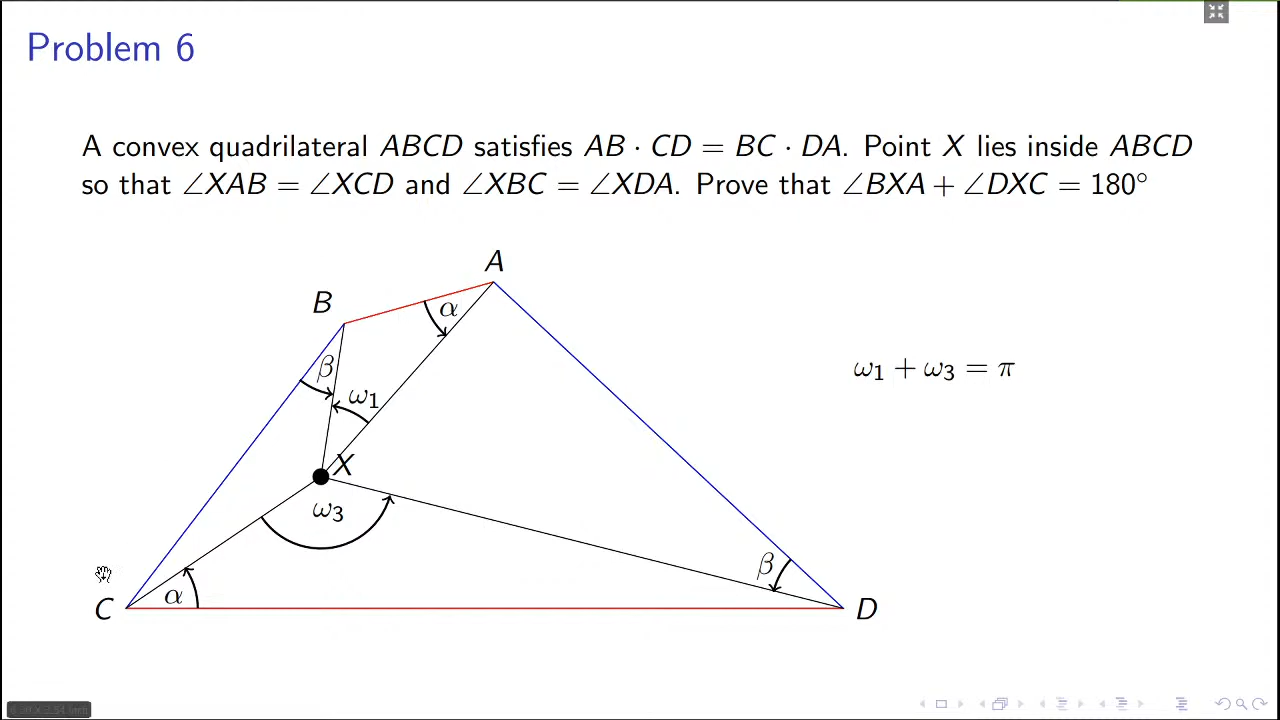 Problem 6
A convex quadrilateral ABCD satisfies AB · CD = BC · DA. Point X lies inside ABCD
so that ∠XAB = ∠XCD and ∠XBC = ∠XDA. Prove that ∠BXA + ∠DXC = 180°
A
B
α
β
ω₁
ω₁ + ω₃ = π
X
ω₃
β
α
C
D